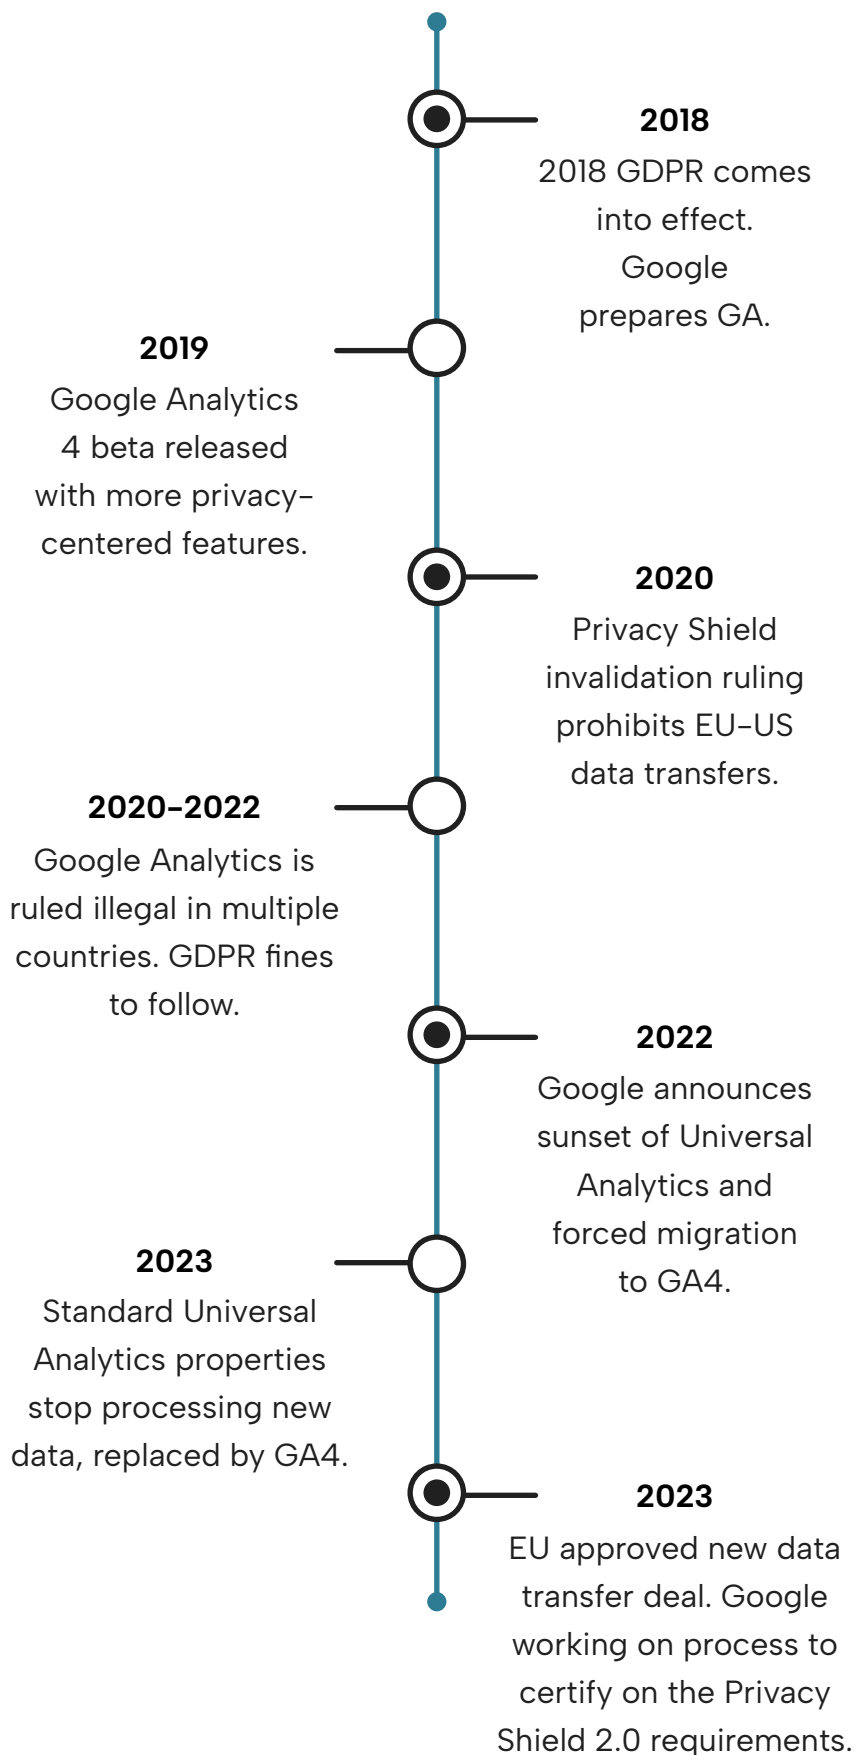 2018
2018 GDPR comes
into effect.
Google
prepares GA.
2019
Google Analytics
4 beta released
with more privacy-
centered features.
2020
Privacy Shield
invalidation ruling
prohibits EU-US
data transfers.
2020-2022
Google Analytics is
ruled illegal in multiple
countries. GDPR fines
to follow.
2022
Google announces
sunset of Universal
Analytics and
forced migration
to GA4.
2023
Standard Universal
Analytics properties
stop processing new
data, replaced by GA4.
2023
EU approved new data
transfer deal. Google
working on process to
certify on the Privacy
Shield 2.0 requirements.